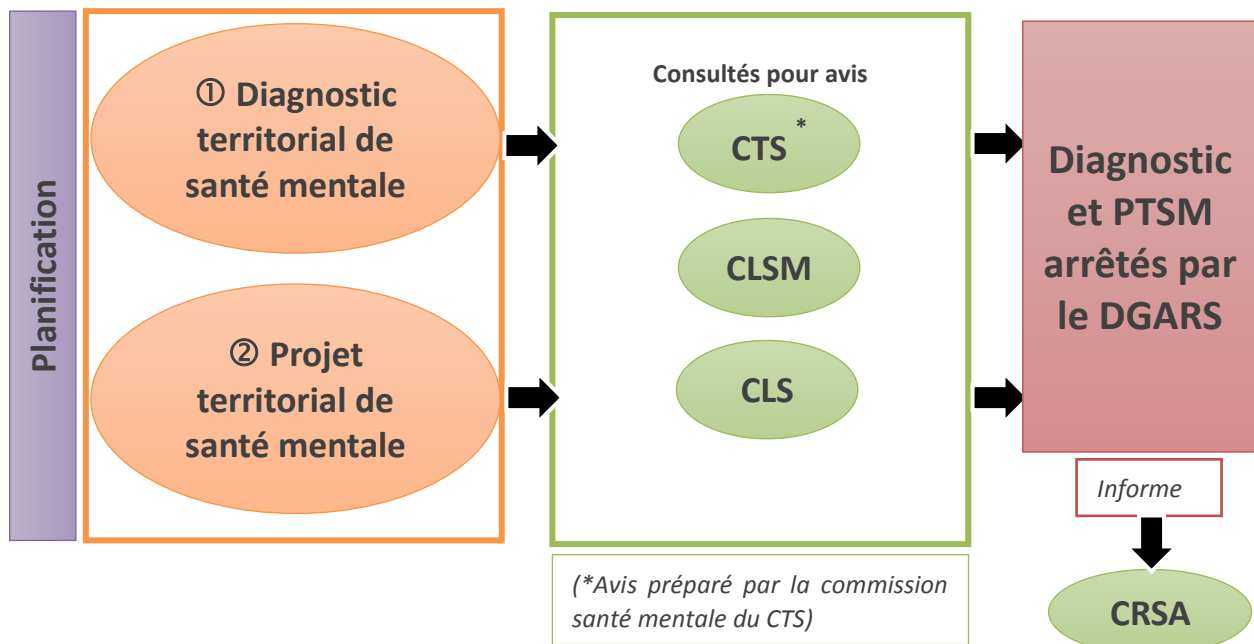 Planification
① Diagnostic
territorial de
santé mentale
② Projet
territorial de
santé mentale
Consultés pour avis
CTS *
CLSM
CLS
(*Avis préparé par la commission
santé mentale du CTS)
Diagnostic
et PTSM
arrêtés par
le DGARS
Informe
CRSA